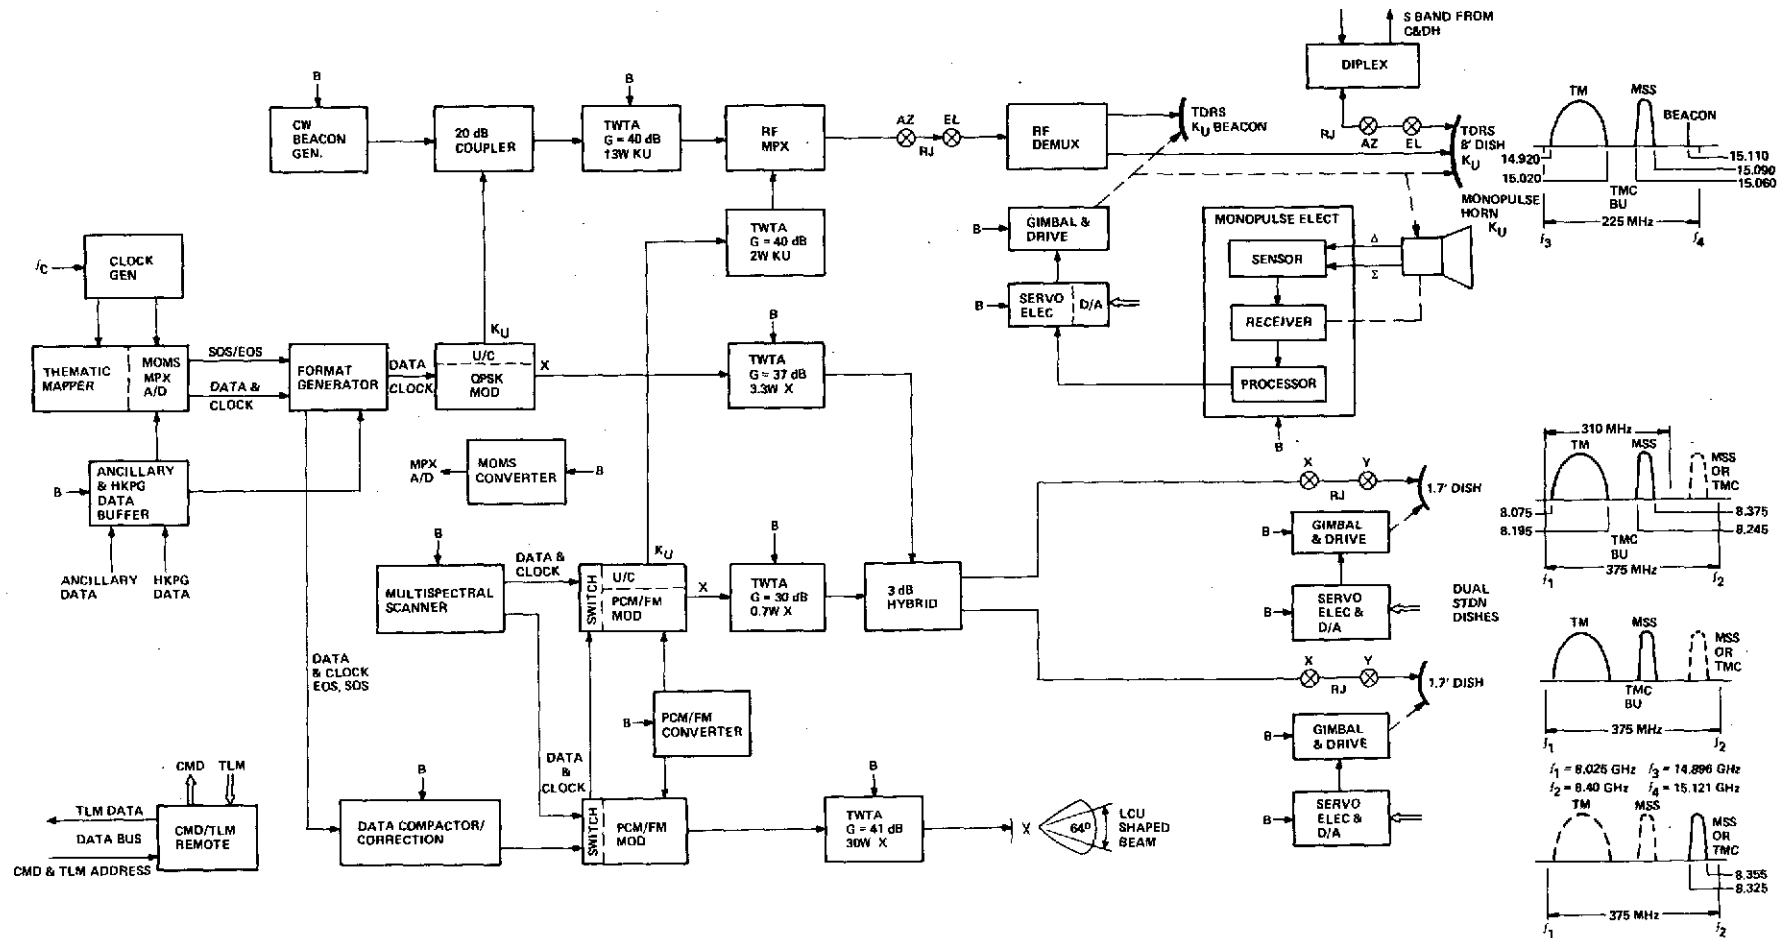 S BAND FROM
C&DH
DIPLEX
B
B
CW
BEACON
GEN.
20 dB
COUPLER
TWTA
G = 40 dB
13W KU
RF
MPX
AZ
EL
RJ
RF
DEMUX
TDRS
KU BEACON
RJ
AZ
EL
TDRS
8' DISH
KU
MONOPULSE
HORN
KU
TM
MSS
BEACON
14.920
15.020
15.110
15.090
15.060
TMC
BU
225 MHz
f3
f4
TWTA
G = 40 dB
2W KU
B
GIMBAL &
DRIVE
B
SERVO
ELEC
D/A
MONOPULSE ELECT
SENSOR
RECEIVER
PROCESSOR
Δ
Σ
B
fC
CLOCK
GEN
THEMATIC
MAPPER
MOMS
MPX
A/D
SOS/EOS
DATA &
CLOCK
FORMAT
GENERATOR
DATA
CLOCK
KU
U/C
QPSK
MOD
X
B
TWTA
G = 37 dB
3.3W X
B
ANCILLARY
& HKPG
DATA
BUFFER
ANCILLARY
DATA
HKPG
DATA
MPX
A/D
MOMS
CONVERTER
B
B
MULTISPECTRAL
SCANNER
DATA &
CLOCK
SWITCH
KU
U/C
PCM/FM
MOD
X
B
TWTA
G = 30 dB
0.7W X
3 dB
HYBRID
X
Y
RJ
1.7' DISH
B
GIMBAL
& DRIVE
B
SERVO
ELEC &
D/A
DUAL
STDN
DISHES
310 MHz
TM
MSS
MSS
OR
TMC
8.075
8.195
8.375
8.245
TMC
BU
375 MHz
f1
f2
DATA
& CLOCK
EOS, SOS
B
PCM/FM
CONVERTER
X
Y
RJ
1.7' DISH
B
GIMBAL
& DRIVE
B
SERVO
ELEC &
D/A
TM
MSS
MSS
OR
TMC
TMC
BU
375 MHz
f1
f2
f1 = 8.025 GHz f3 = 14.896 GHz
f2 = 8.40 GHz f4 = 15.121 GHz
CMD
TLM
TLM DATA
DATA BUS
CMD & TLM ADDRESS
CMD/TLM
REMOTE
B
DATA COMPACTOR/
CORRECTION
DATA
&
CLOCK
SWITCH
PCM/FM
MOD
B
TWTA
G = 41 dB
30W X
X
64°
LCU
SHAPED
BEAM
TM
MSS
MSS
OR
TMC
8.355
8.325
375 MHz
f1
f2